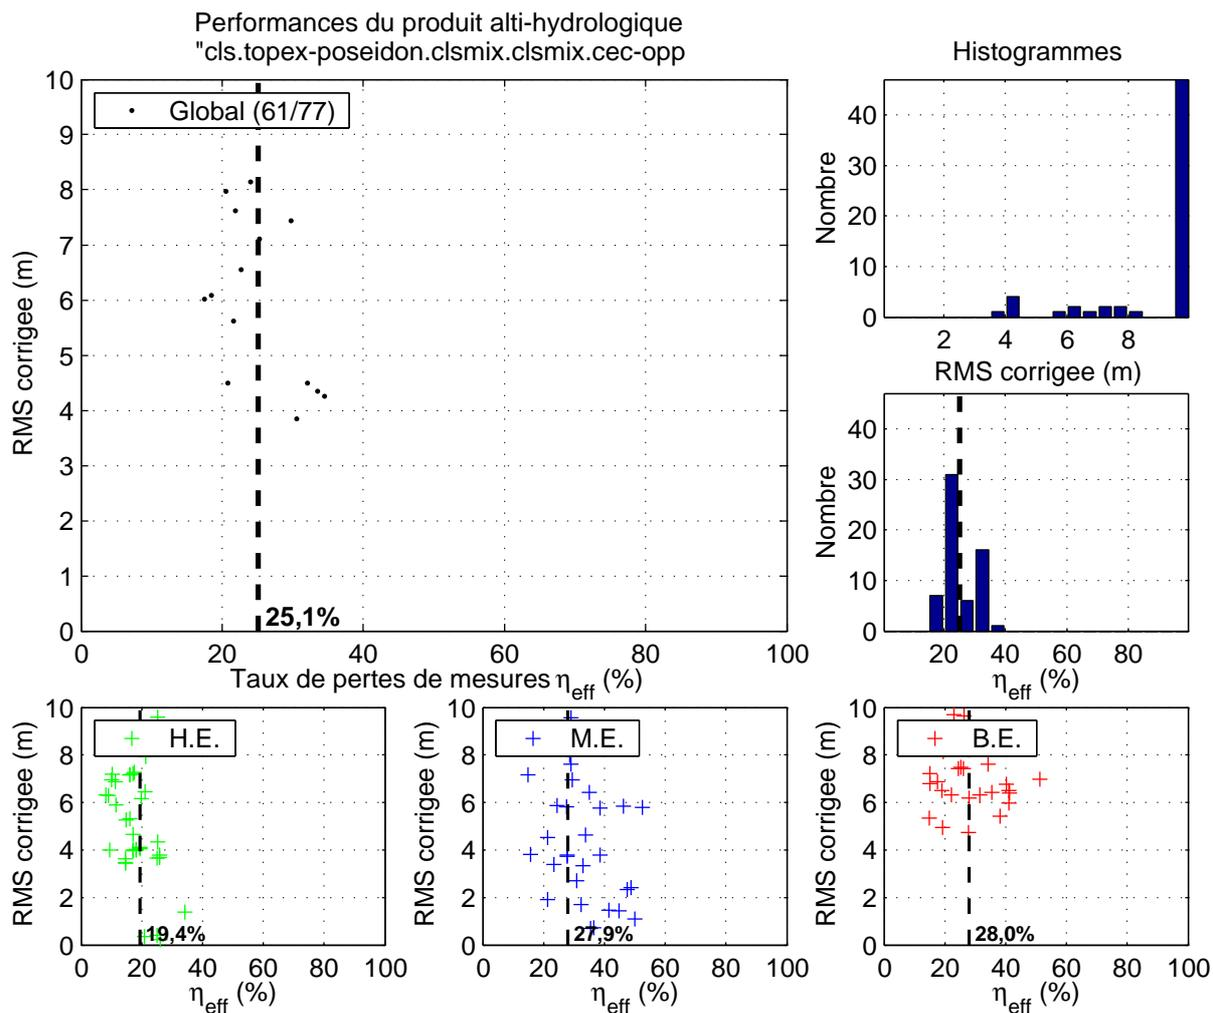 Performances du produit alti-hydrologique
"cls.topex-poseidon.clsmix.clsmix.cec-opp
Global (61/77)
10
9
8
7
6
5
4
3
2
1
0
RMS corrigee (m)
25,1%
0 20 40 60 80 100
Taux de pertes de mesures ηeff (%)
Histogrammes
40
30
20
10
0
Nombre
2 4 6 8
RMS corrigee (m)
40
30
20
10
0
Nombre
20 40 60 80
ηeff (%)
H.E.
10
8
6
4
2
0
RMS corrigee (m)
19,4%
0 20 40 60 80 100
ηeff (%)
M.E.
10
8
6
4
2
0
RMS corrigee (m)
27,9%
0 20 40 60 80 100
ηeff (%)
B.E.
10
8
6
4
2
0
RMS corrigee (m)
28,0%
0 20 40 60 80 100
ηeff (%)